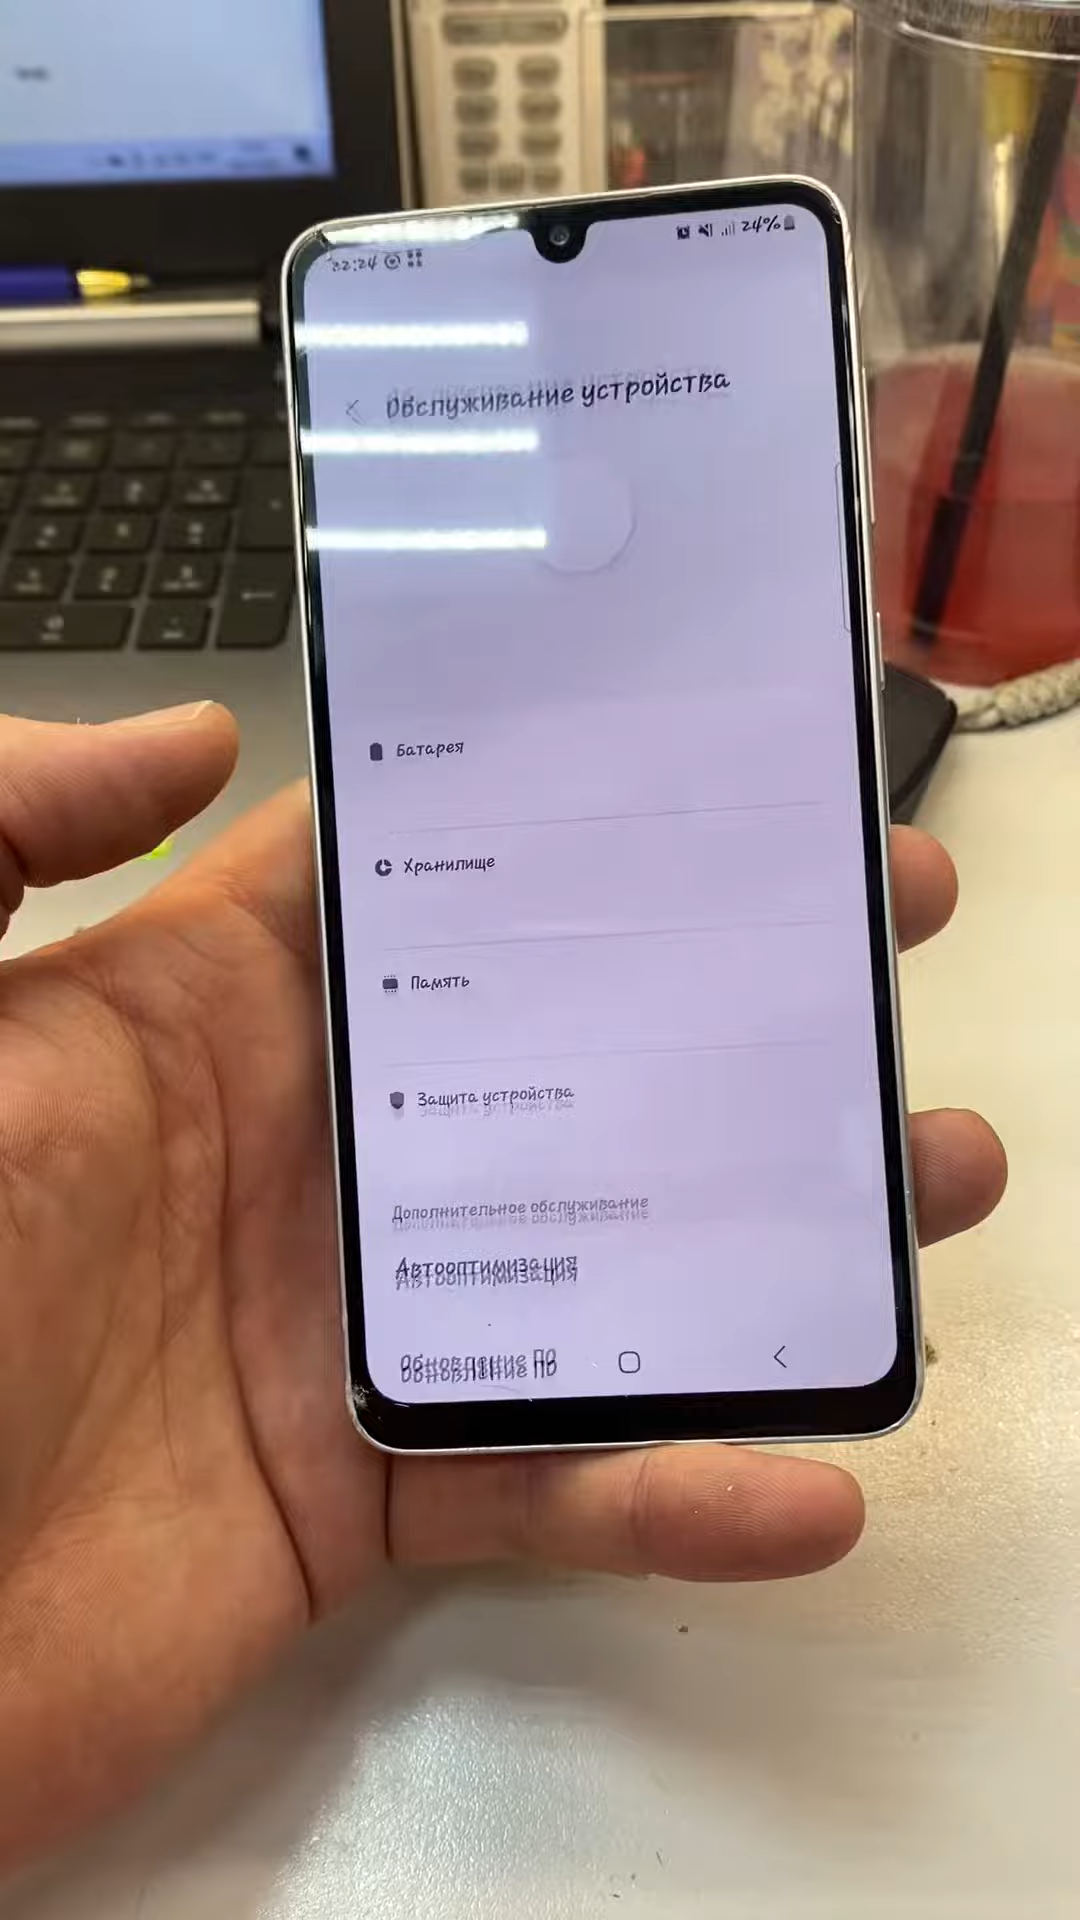 22:24
24%
Обслуживание устройства
Батарея
Хранилище
Память
Защита устройства
Дополнительное обслуживание
Автооптимизация
Обновление ПО